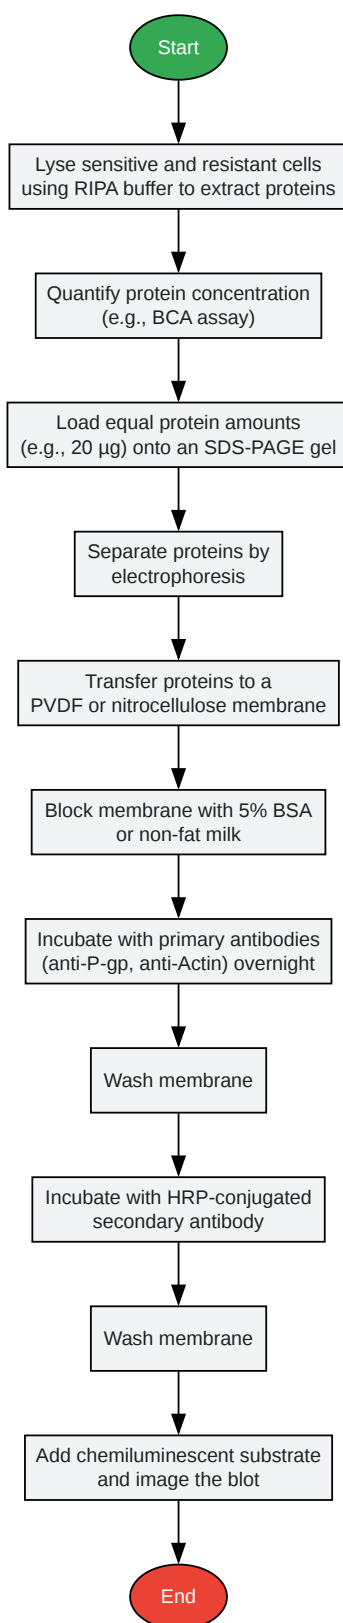 Start
Lyse sensitive and resistant cells
using RIPA buffer to extract proteins
Quantify protein concentration
(e.g., BCA assay)
Load equal protein amounts
(e.g., 20 µg) onto an SDS-PAGE gel
Separate proteins by
electrophoresis
Transfer proteins to a
PVDF or nitrocellulose membrane
Block membrane with 5% BSA
or non-fat milk
Incubate with primary antibodies
(anti-P-gp, anti-Actin) overnight
Wash membrane
Incubate with HRP-conjugated
secondary antibody
Wash membrane
Add chemiluminescent substrate
and image the blot
End